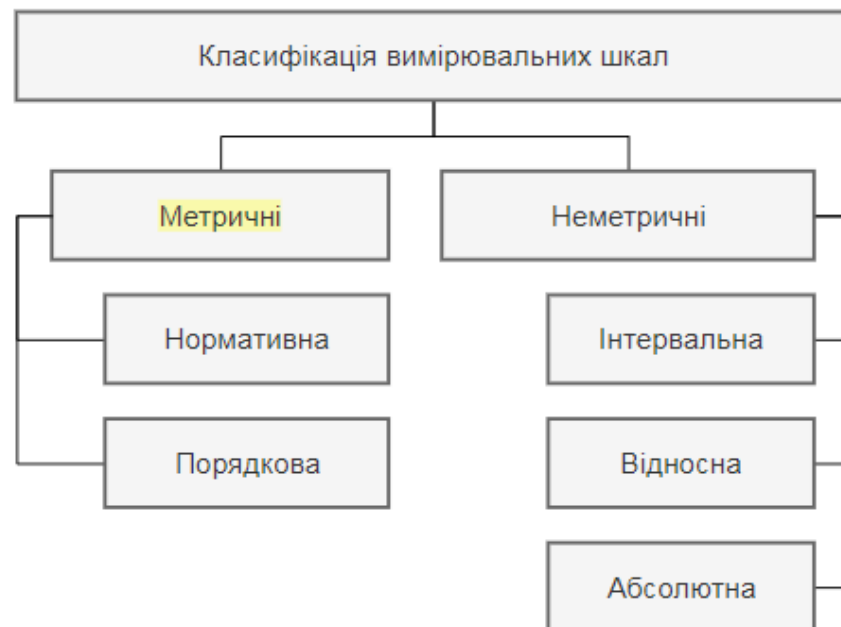 Класифікація вимірювальних шкал
Метричні
Неметричні
Нормативна
Інтервальна
Порядкова
Відносна
Абсолютна